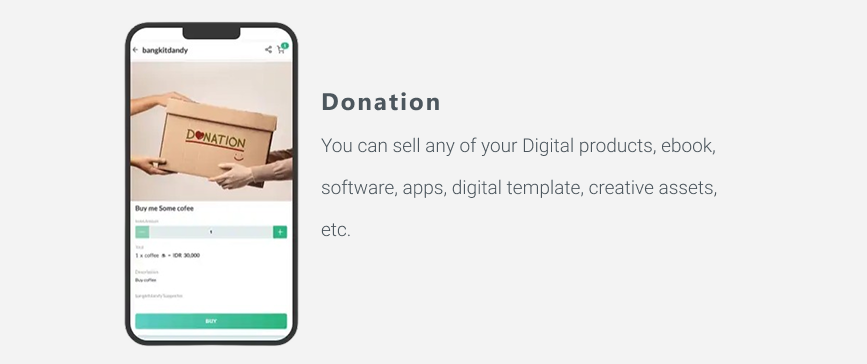 bangkitdandy
1
DONATION
Buy me Some cofee
1
Total
1 x coffee = IDR 30,000
Description
Buy coffee
bangkitdandy/Supporter
BUY
Donation
You can sell any of your Digital products, ebook,
software, apps, digital template, creative assets,
etc.